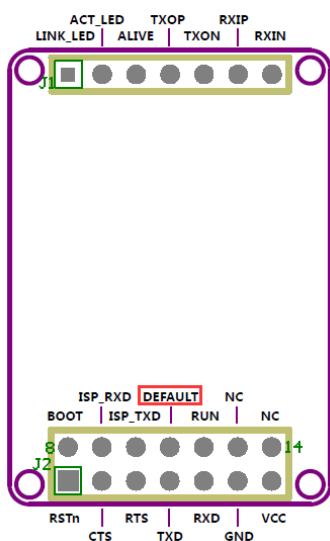 ACT_LED TXOP RXIP
LINK_LED ALIVE TXON RXIN
J1
ISP_RXD DEFAULT NC
BOOT ISP_TXD RUN NC
8 14
J2
RSTn RTS RXD VCC
CTS TXD GND